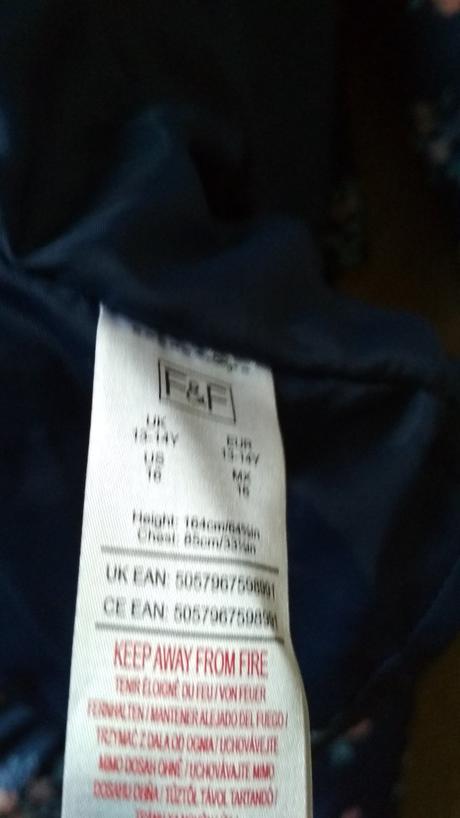 F&F
UK EUR
13-14Y 13-14Y
US MX
16 16
Height: 164cm/64½in
Chest: 85cm/33½in
UK EAN: 5057967598991
CE EAN:
KEEP AWAY FROM FIRE
TENIR ÉLOIGNÉ DU FEU / VON FEUER
FERNHALTEN / MANTENER ALEJADO DEL FUEGO /
TRZYMAĆ Z DALA OD OGNIA / UCHOVÁVEJTE
MIMO DOSAH OHNĚ / UCHOVÁVAJTE MIMO
DOSAHU OHŇA / TŰZTŐL TÁVOL TARTANDÓ /